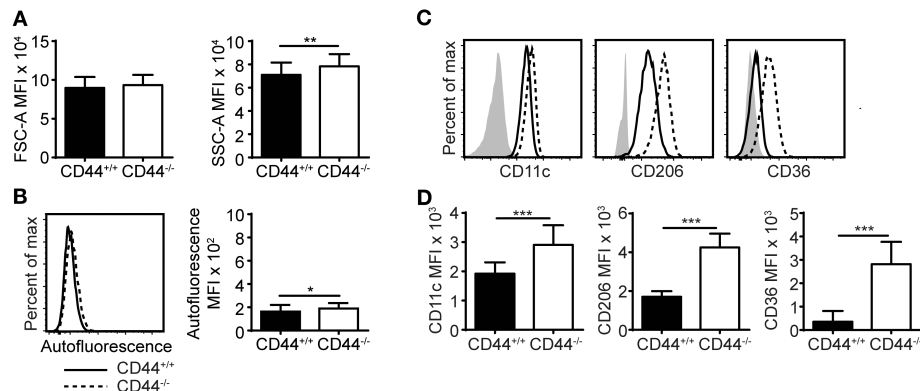 A
FSC-A MFI x 10⁴
15
10
5
0
CD44+/+ CD44-/-
SSC-A MFI x 10⁴
10
8
6
4
2
0
**
CD44+/+ CD44-/-
B
Percent of max
Autofluorescence
CD44+/+
CD44-/-
Autofluorescence
MFI x 10²
10
8
6
4
2
0
*
CD44+/+ CD44-/-
C
Percent of max
CD11c
CD206
CD36
D
CD11c MFI x 10³
4
3
2
1
0
***
CD44+/+ CD44-/-
CD206 MFI x 10³
6
4
2
0
***
CD44+/+ CD44-/-
CD36 MFI x 10³
5
4
3
2
1
0
***
CD44+/+ CD44-/-